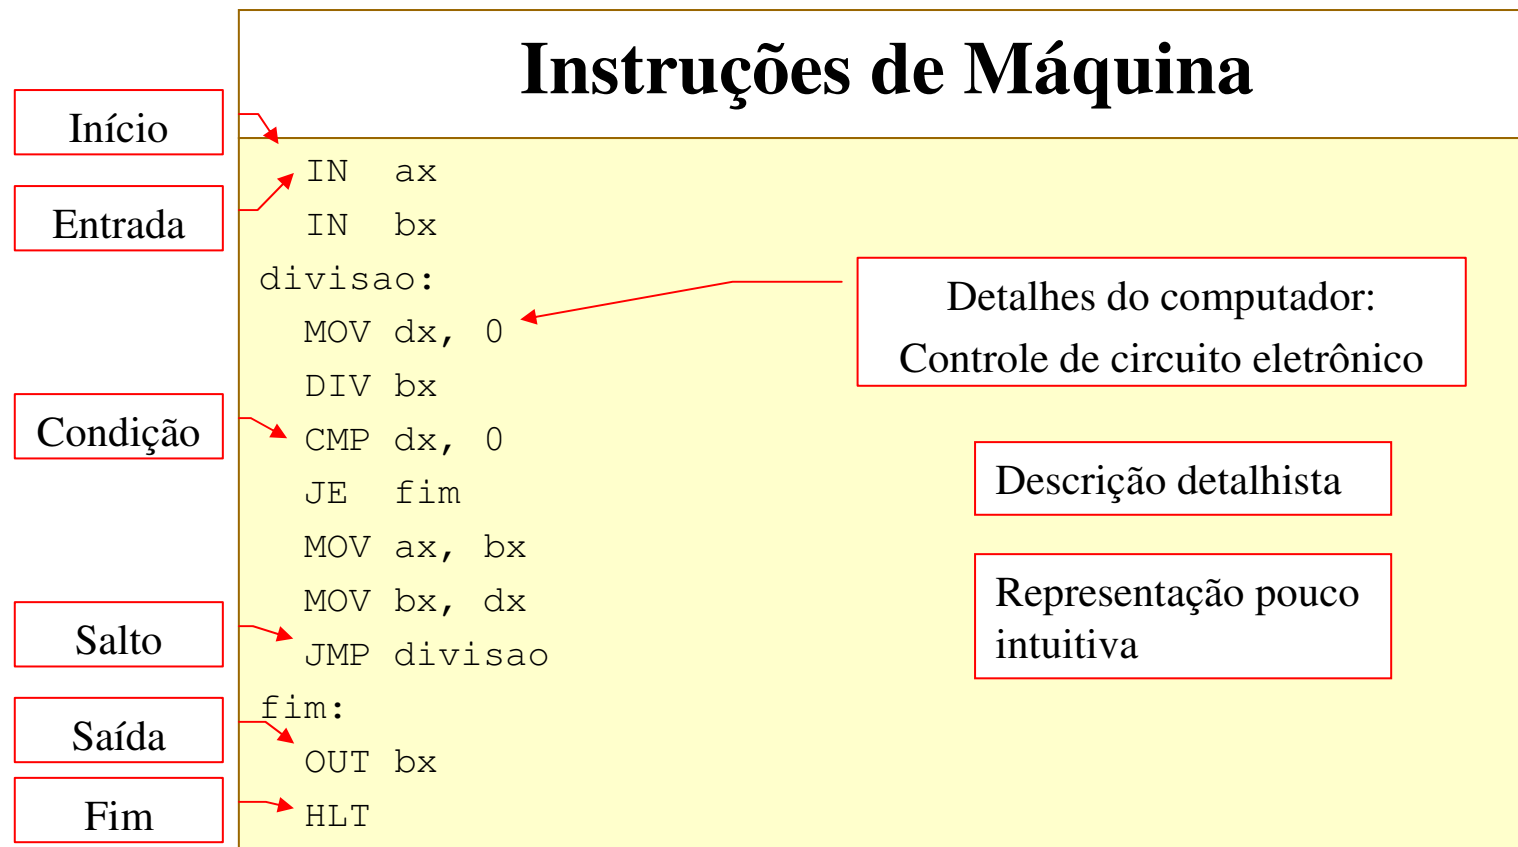 Instruções de Máquina
Início
Entrada
Condição
Salto
Saída
Fim
IN ax
IN bx
divisao:
MOV dx, 0
DIV bx
CMP dx, 0
JE fim
MOV ax, bx
MOV bx, dx
JMP divisao
fim:
OUT bx
HLT
Detalhes do computador:
Controle de circuito eletrônico
Descrição detalhista
Representação pouco
intuitiva